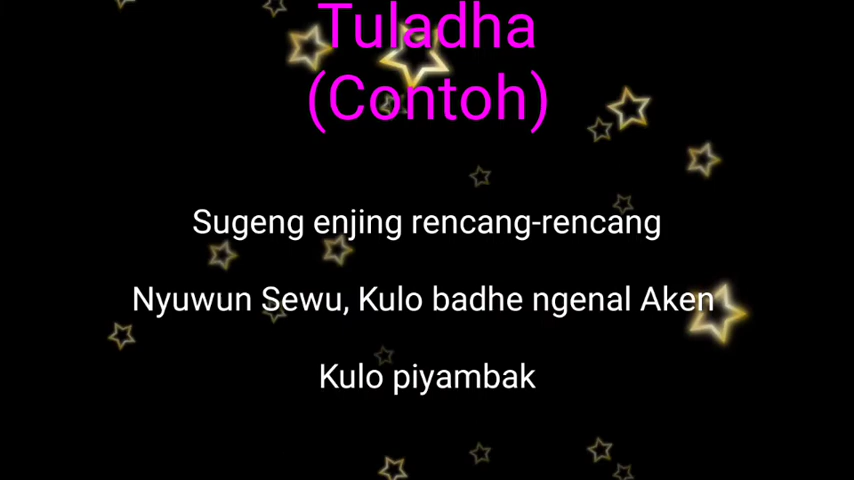 Tuladha
(Contoh)
Sugeng enjing rencang-rencang
Nyuwun Sewu, Kulo badhe ngenal Aken
Kulo piyambak